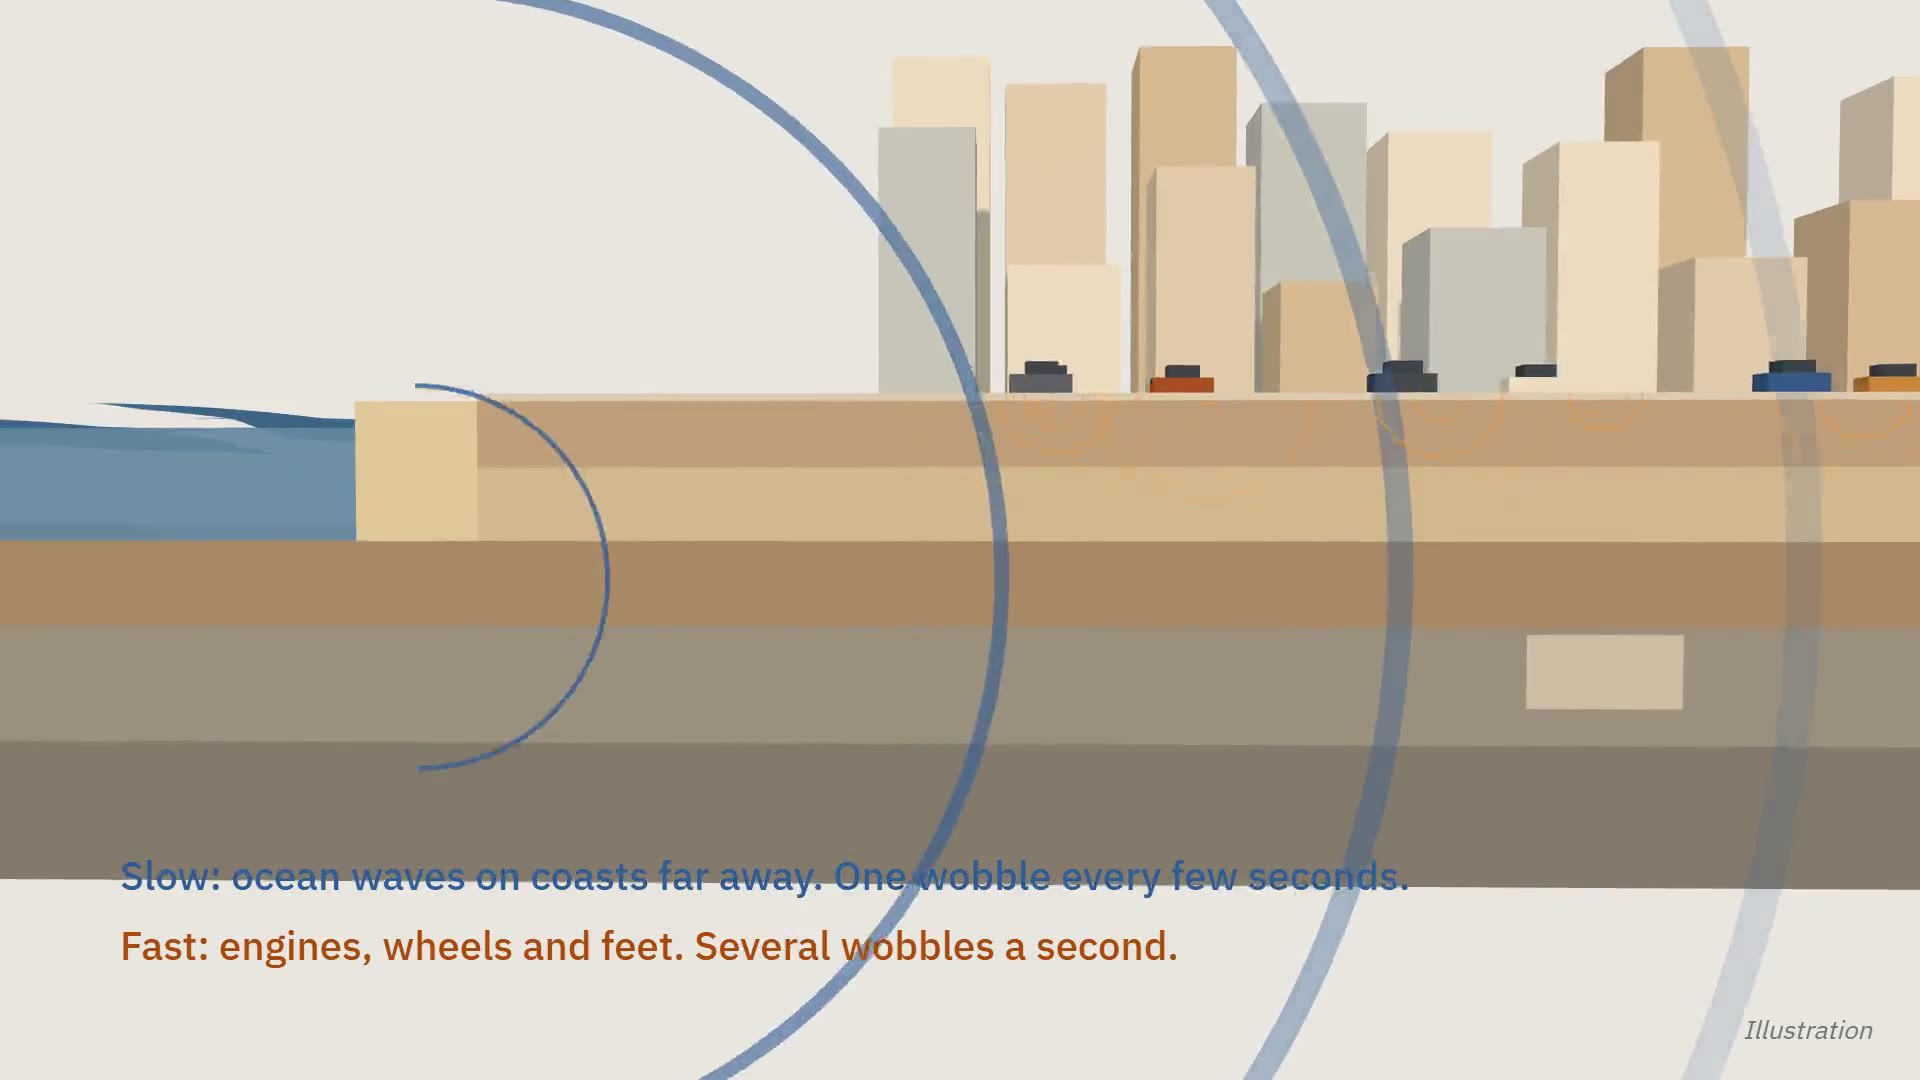 Slow: ocean waves on coasts far away. One wobble every few seconds.
Fast: engines, wheels and feet. Several wobbles a second.
Illustration